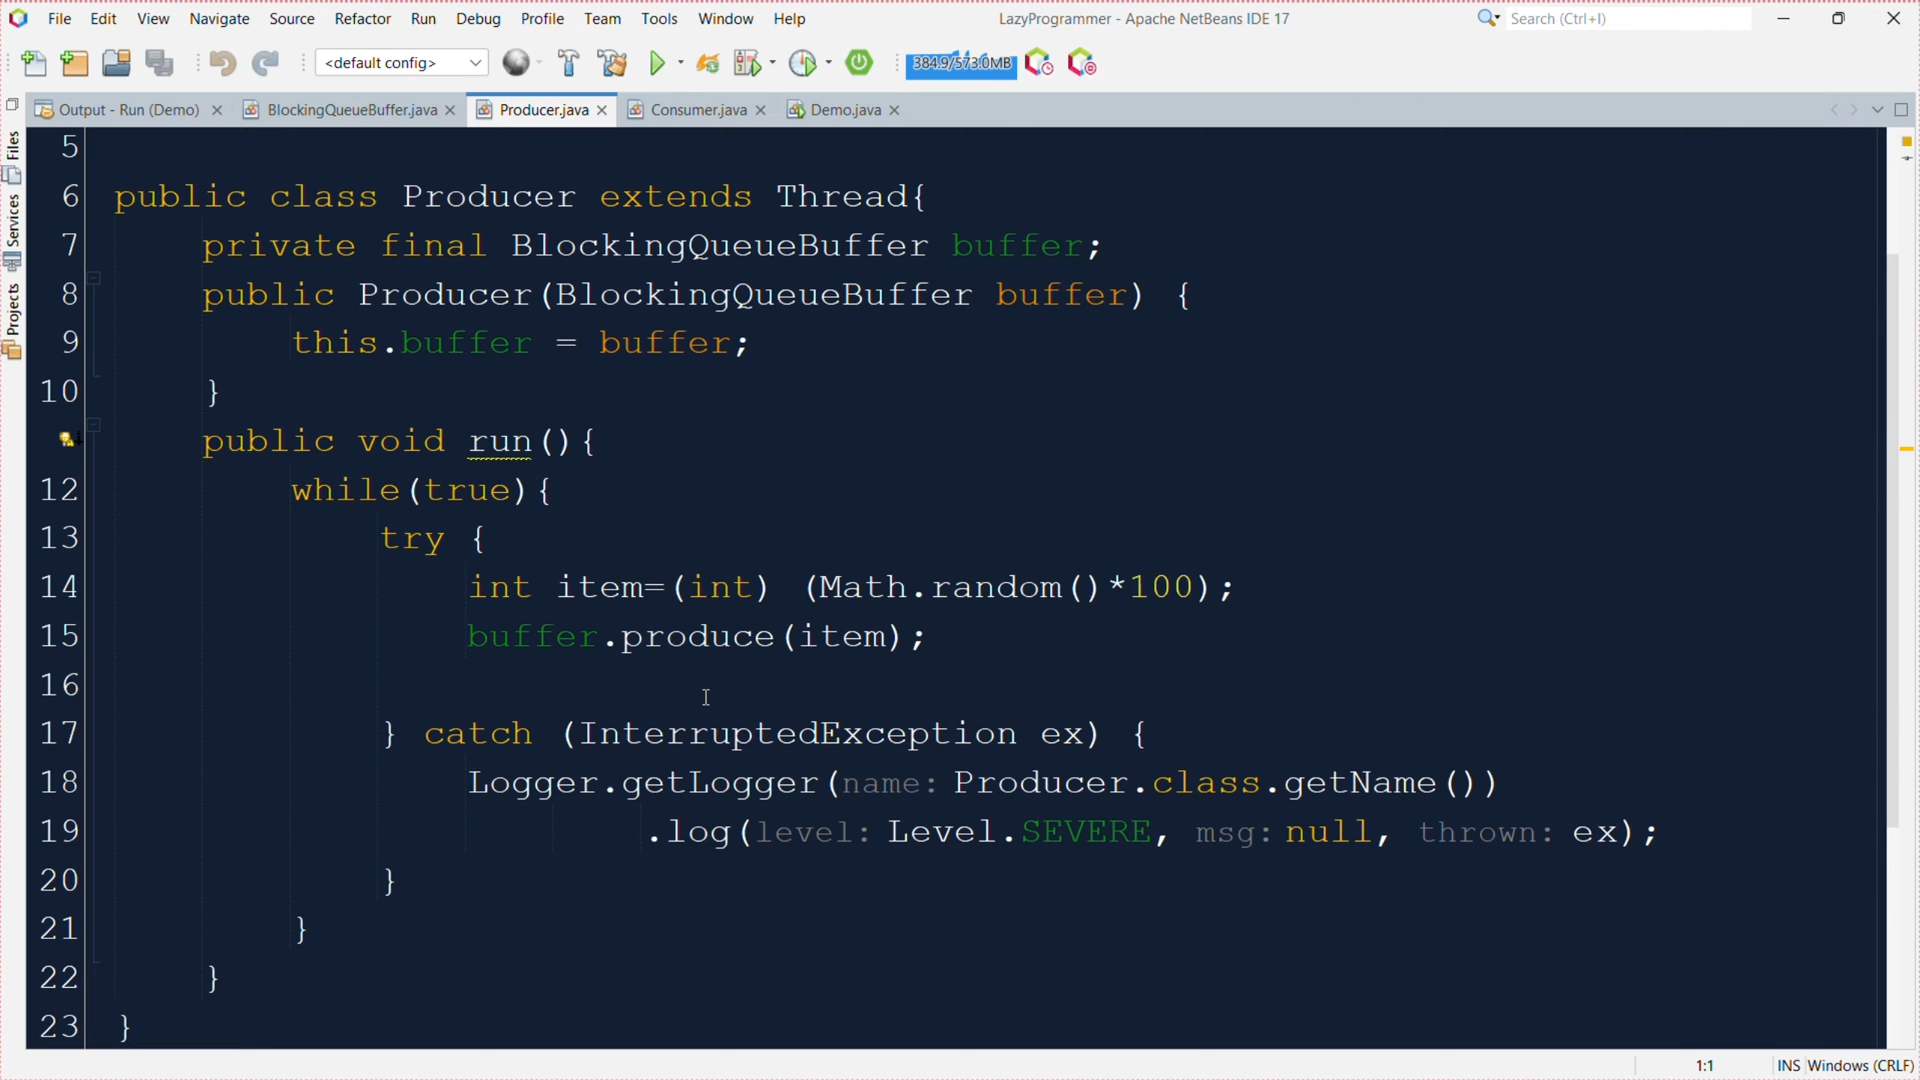 File Edit View Navigate Source Refactor Run Debug Profile Team Tools Window Help LazyProgrammer - Apache NetBeans IDE 17 Search (Ctrl+I)
<default config> 384.9/573.0MB
Output - Run (Demo) BlockingQueueBuffer.java Producer.java Consumer.java Demo.java
Files
Services
Projects
5
6 public class Producer extends Thread{
7 private final BlockingQueueBuffer buffer;
8 public Producer(BlockingQueueBuffer buffer) {
9 this.buffer = buffer;
10 }
public void run(){
12 while(true){
13 try {
14 int item=(int) (Math.random()*100);
15 buffer.produce(item);
16
17 } catch (InterruptedException ex) {
18 Logger.getLogger(name: Producer.class.getName())
19 .log(level: Level.SEVERE, msg: null, thrown: ex);
20 }
21 }
22 }
23 }
1:1 INS Windows (CRLF)